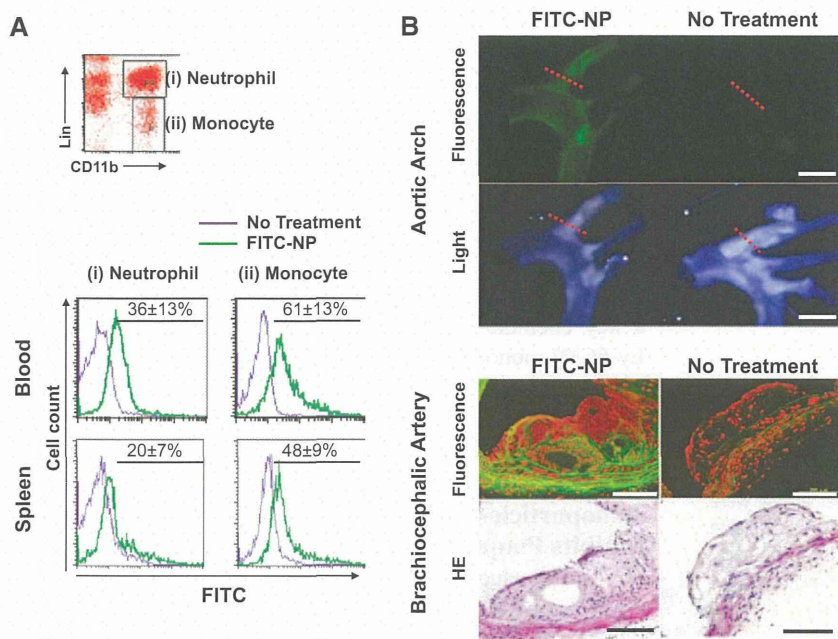 A
(i) Neutrophil
(ii) Monocyte
Lin
CD11b
No Treatment
FITC-NP
(i) Neutrophil
(ii) Monocyte
Blood
Spleen
Cell count
36±13%
61±13%
20±7%
48±9%
FITC
B
FITC-NP
No Treatment
Aortic Arch
Fluorescence
Light
FITC-NP
No Treatment
Brachiocephalic Artery
Fluorescence
HE